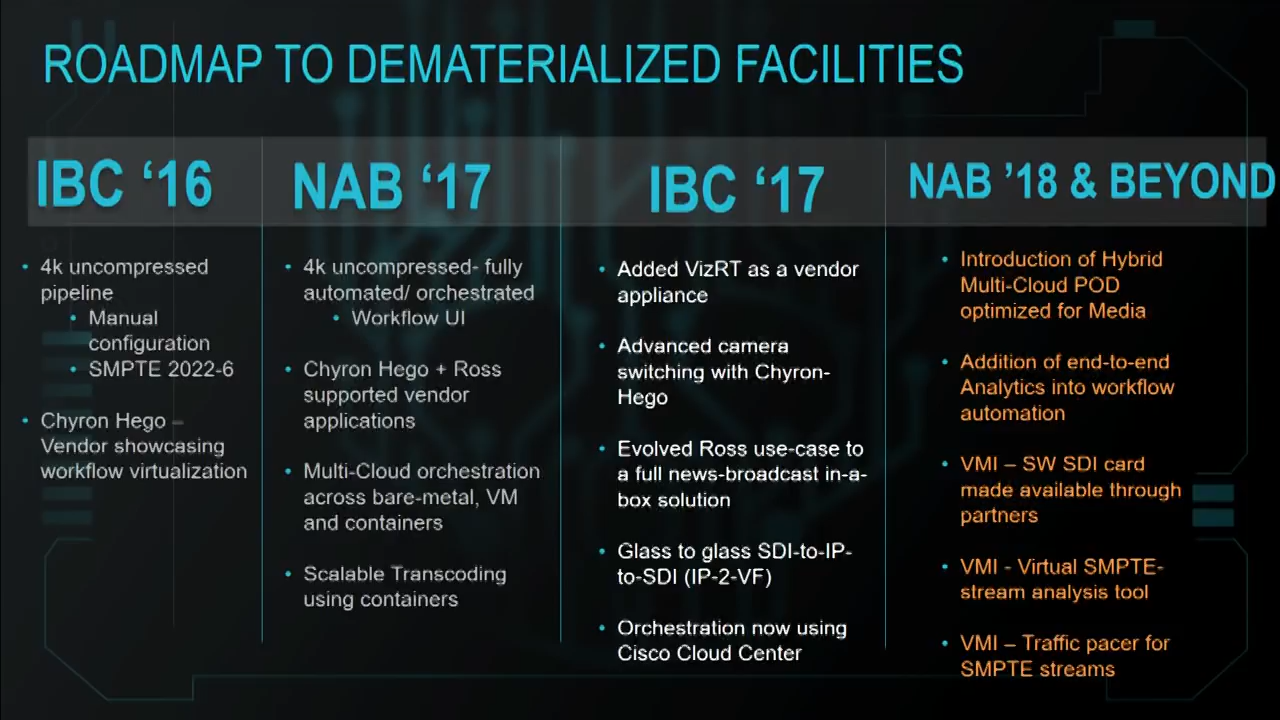 ROADMAP TO DEMATERIALIZED FACILITIES
IBC ‘16
• 4k uncompressed
pipeline
• Manual
configuration
• SMPTE 2022-6
• Chyron Hego –
Vendor showcasing
workflow virtualization
NAB ‘17
• 4k uncompressed- fully
automated/ orchestrated
• Workflow UI
• Chyron Hego + Ross
supported vendor
applications
• Multi-Cloud orchestration
across bare-metal, VM
and containers
• Scalable Transcoding
using containers
IBC ‘17
• Added VizRT as a vendor
appliance
• Advanced camera
switching with Chyron-
Hego
• Evolved Ross use-case to
a full news-broadcast in-a-
box solution
• Glass to glass SDI-to-IP-
to-SDI (IP-2-VF)
• Orchestration now using
Cisco Cloud Center
NAB ’18 & BEYOND
• Introduction of Hybrid
Multi-Cloud POD
optimized for Media
• Addition of end-to-end
Analytics into workflow
automation
• VMI – SW SDI card
made available through
partners
• VMI - Virtual SMPTE-
stream analysis tool
• VMI – Traffic pacer for
SMPTE streams